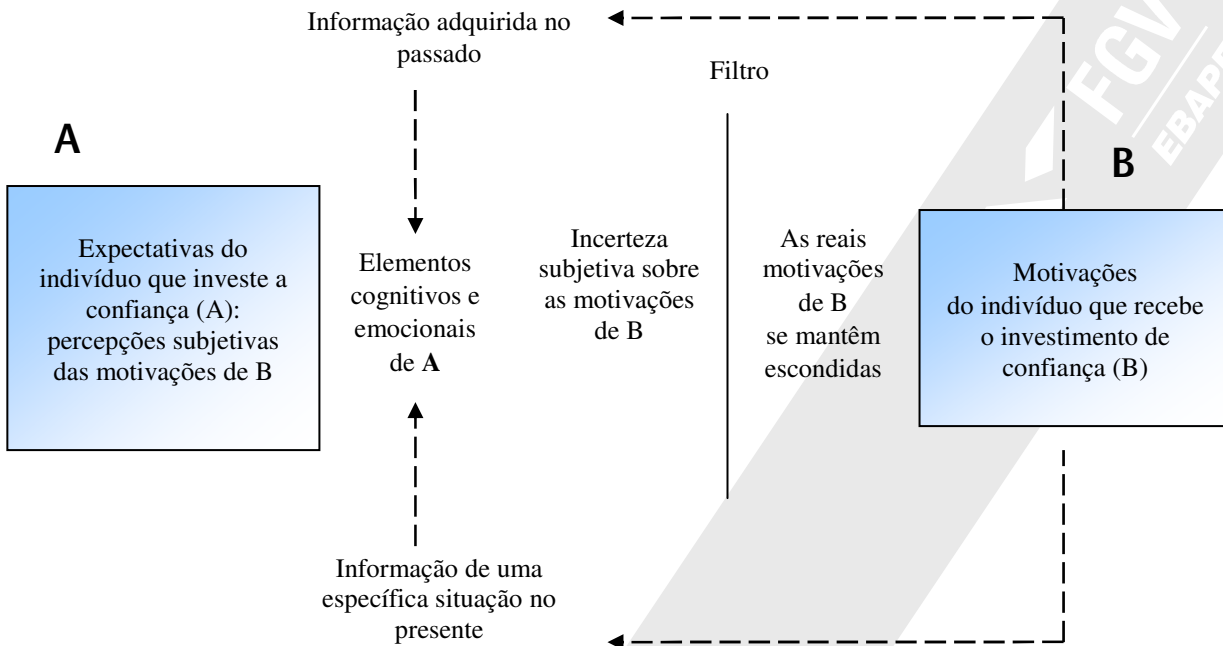 Informação adquirida no
passado
Filtro
FGV
EBAPE
A
B
Expectativas do
indivíduo que investe a
confiança (A):
percepções subjetivas
das motivações de B
Elementos
cognitivos e
emocionais
de A
Incerteza
subjetiva sobre
as motivações
de B
As reais
motivações
de B
se mantêm
escondidas
Motivações
do indivíduo que recebe
o investimento de
confiança (B)
Informação de uma
específica situação no
presente